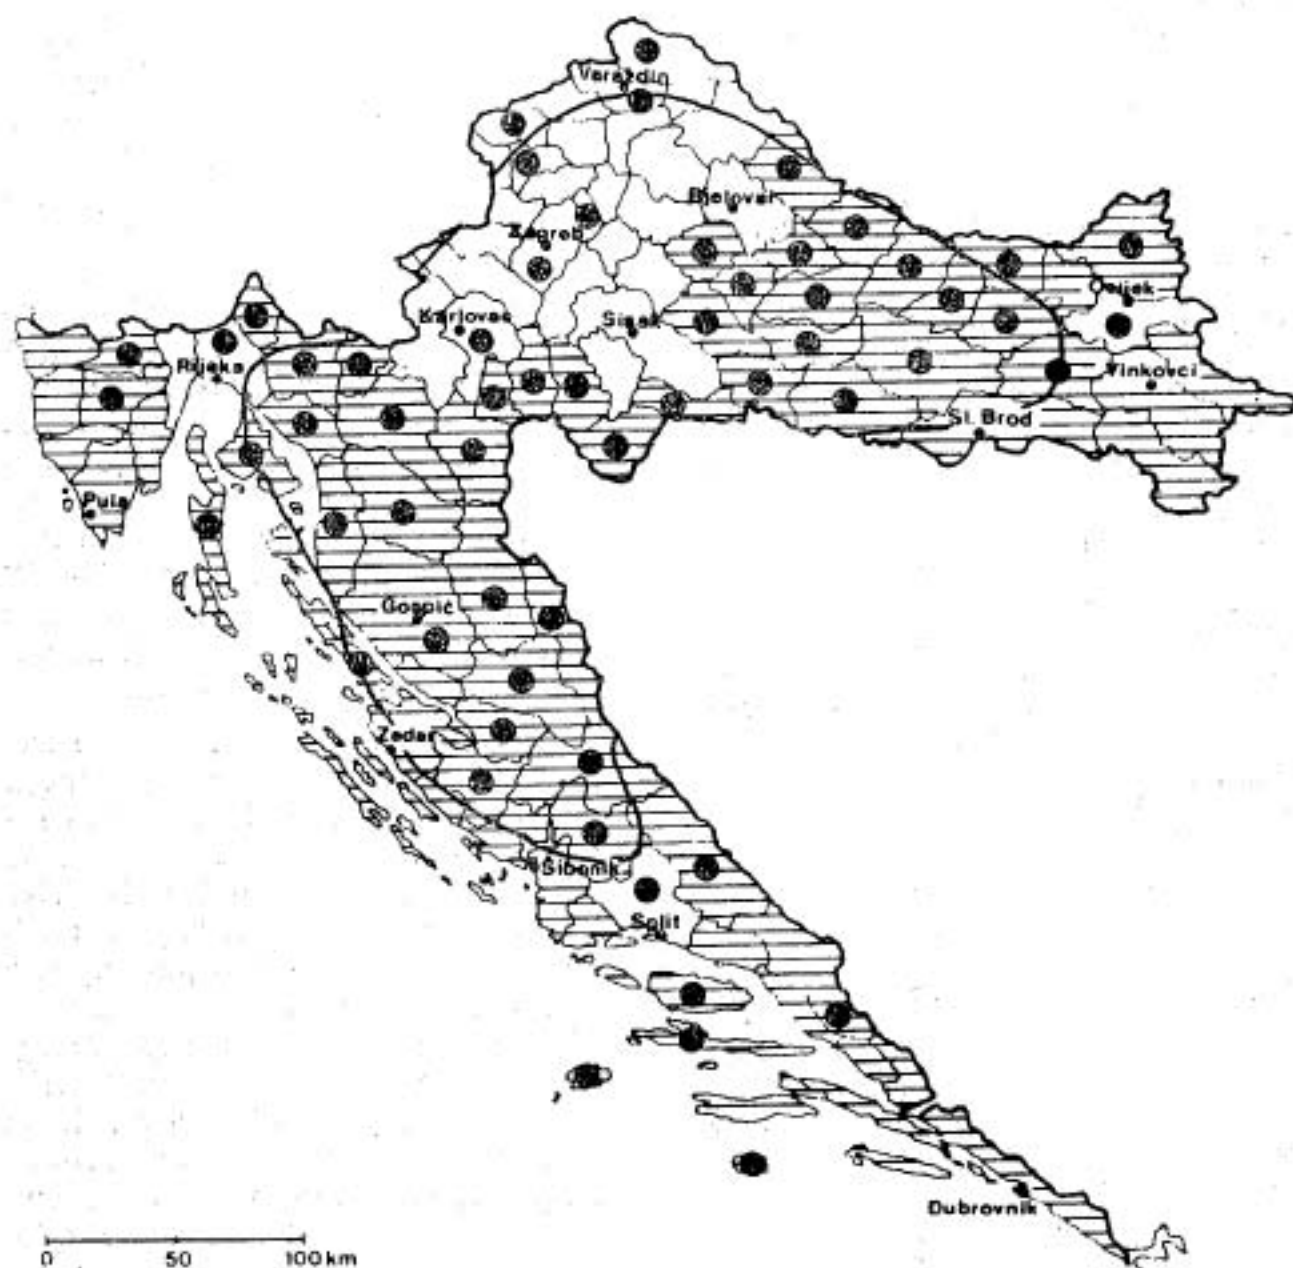 Varaždin
Bjelovar
Zagreb
Osijek
Karlovac
Sisak
Rijeka
Vinkovci
Sl. Brod
Pula
Gospić
Zadar
Šibenik
Split
Dubrovnik
0 50 100 km